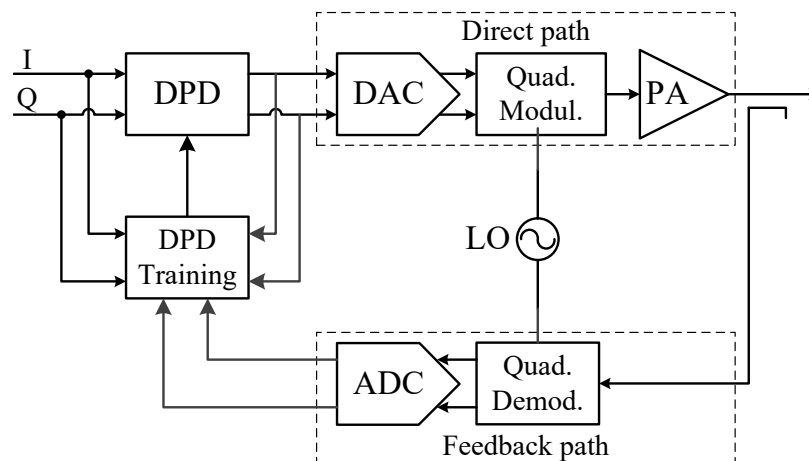 Direct path
I
DPD
DAC
Quad.
Modul.
PA
Q
DPD
Training
LO
ADC
Quad.
Demod.
Feedback path